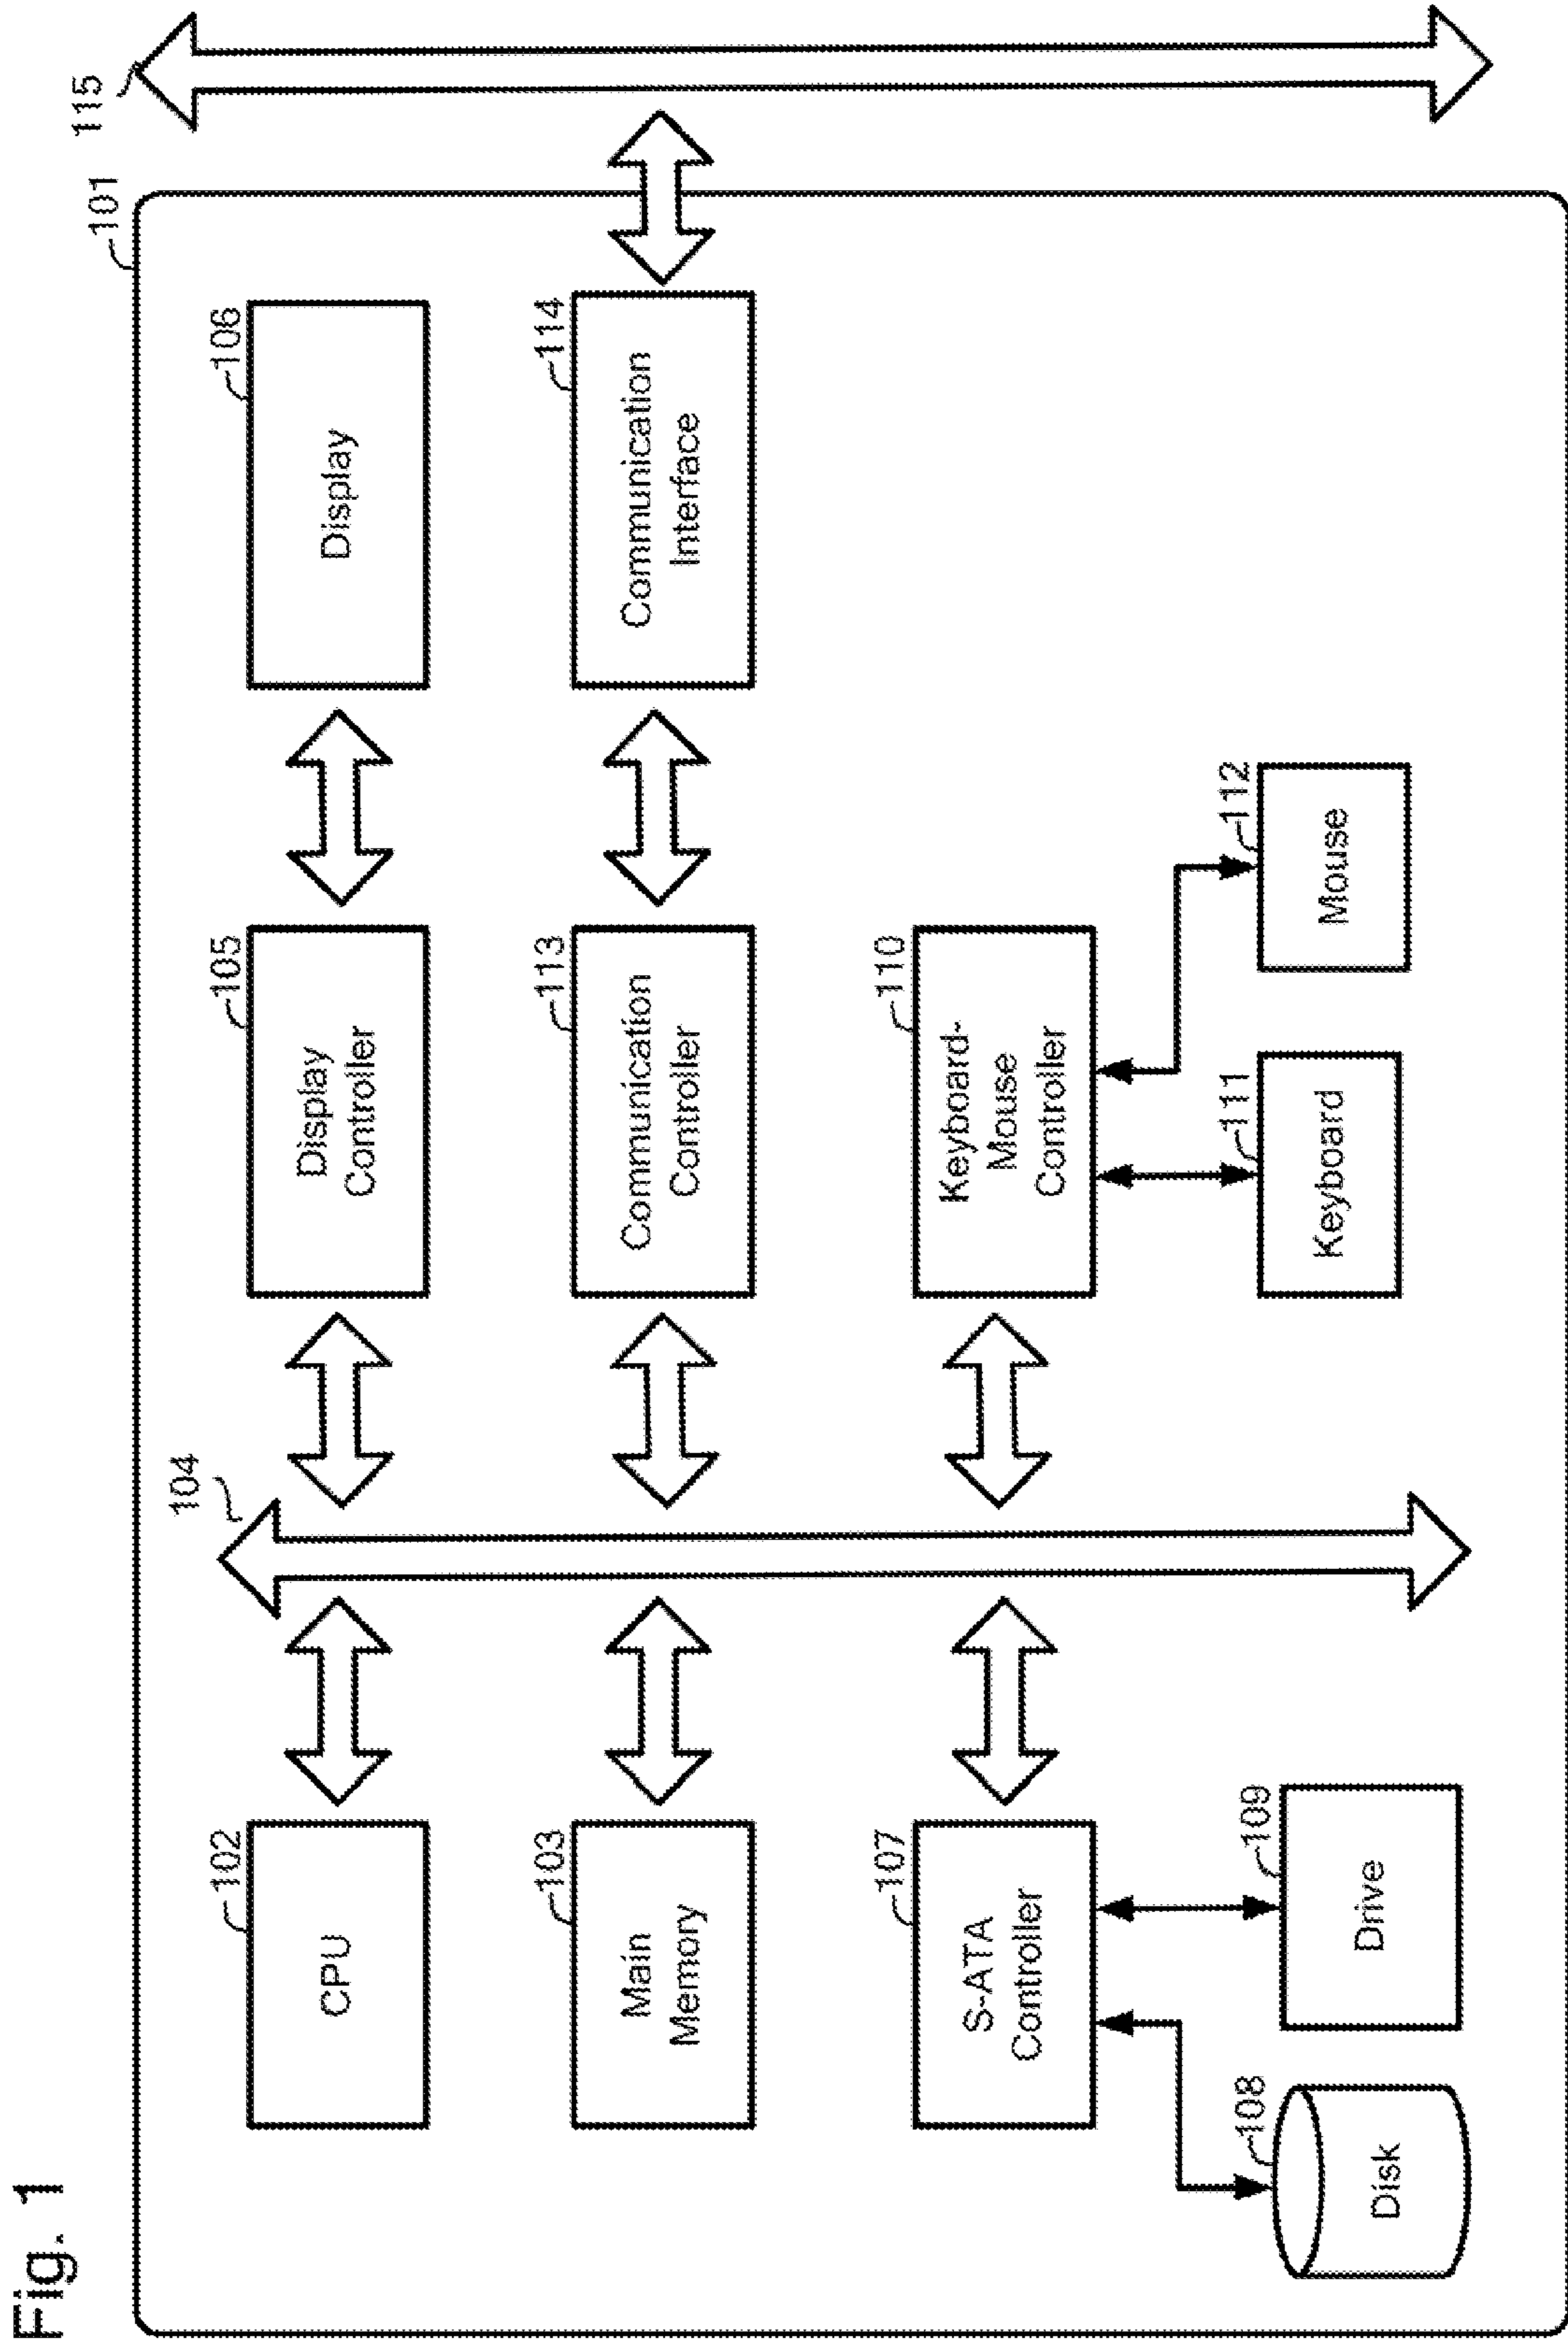 Fig. 1
101
115
102
CPU
104
105
Display
Controller
106
Display
103
Main
Memory
113
Communication
Controller
114
Communication
Interface
107
S-ATA
Controller
110
Keyboard-
Mouse
Controller
108
Disk
109
Drive
111
Keyboard
112
Mouse